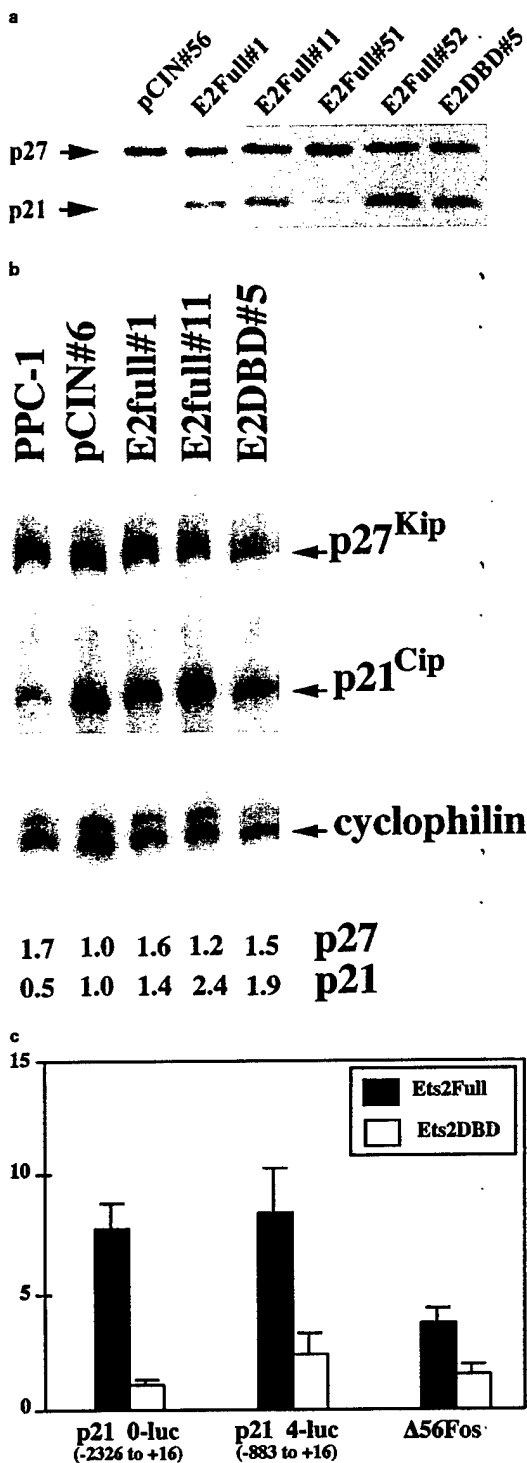 a
pCIN#56 E2Full#1 E2Full#11 E2Full#51 E2Full#52 E2DBD#5
p27
p21
b
PPC-1 pCIN#6 E2full#1 E2full#11 E2DBD#5
p27Kip
p21Cip
cyclophilin
1.7 1.0 1.6 1.2 1.5 p27
0.5 1.0 1.4 2.4 1.9 p21
c
15
Ets2Full
Ets2DBD
10
5
0
p21 0-luc p21 4-luc Δ56Fos
(-2326 to +16) (-883 to +16)